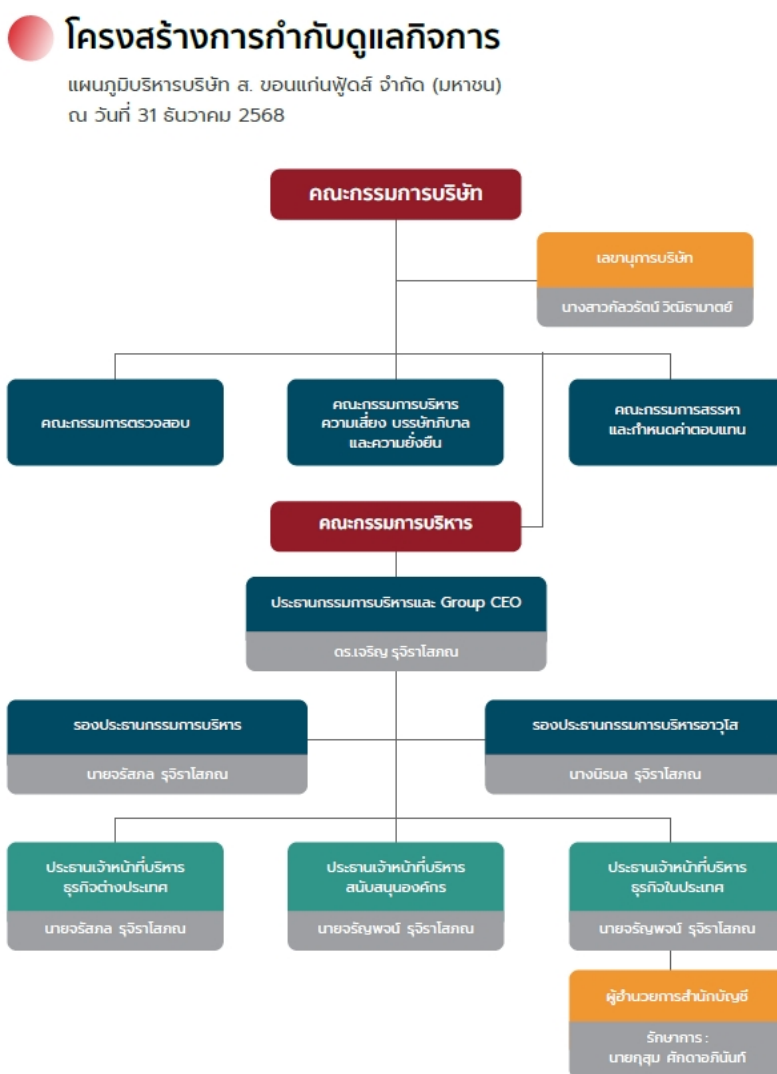 โครงสร้างการกำกับดูแลกิจการ
แผนภูมิบริหารบริษัท ส. ขอนแก่นฟู้ดส์ จำกัด (มหาชน)
ณ วันที่ 31 ธันวาคม 2568
คณะกรรมการบริษัท
เลขานุการบริษัท
นางสาวกัลวรัตน์ วิฒิธามาตย์
คณะกรรมการตรวจสอบ
คณะกรรมการบริหาร
ความเสี่ยง บรรษัทภิบาล
และความยั่งยืน
คณะกรรมการสรรหา
และกำหนดค่าตอบแทน
คณะกรรมการบริหาร
ประธานกรรมการบริหารและ Group CEO
ดร.เจริญ รุจิราโสภณ
รองประธานกรรมการบริหาร
นายจรัสภล รุจิราโสภณ
รองประธานกรรมการบริหารอาวุโส
นางนิรมล รุจิราโสภณ
ประธานเจ้าหน้าที่บริหาร
ธุรกิจต่างประเทศ
นายจรัสภล รุจิราโสภณ
ประธานเจ้าหน้าที่บริหาร
สนับสนุนองค์กร
นายจรัญพจน์ รุจิราโสภณ
ประธานเจ้าหน้าที่บริหาร
ธุรกิจในประเทศ
นายจรัญพจน์ รุจิราโสภณ
ผู้อำนวยการสำนักบัญชี
รักษาการ :
นายกุสุม ศักดาอภินันท์